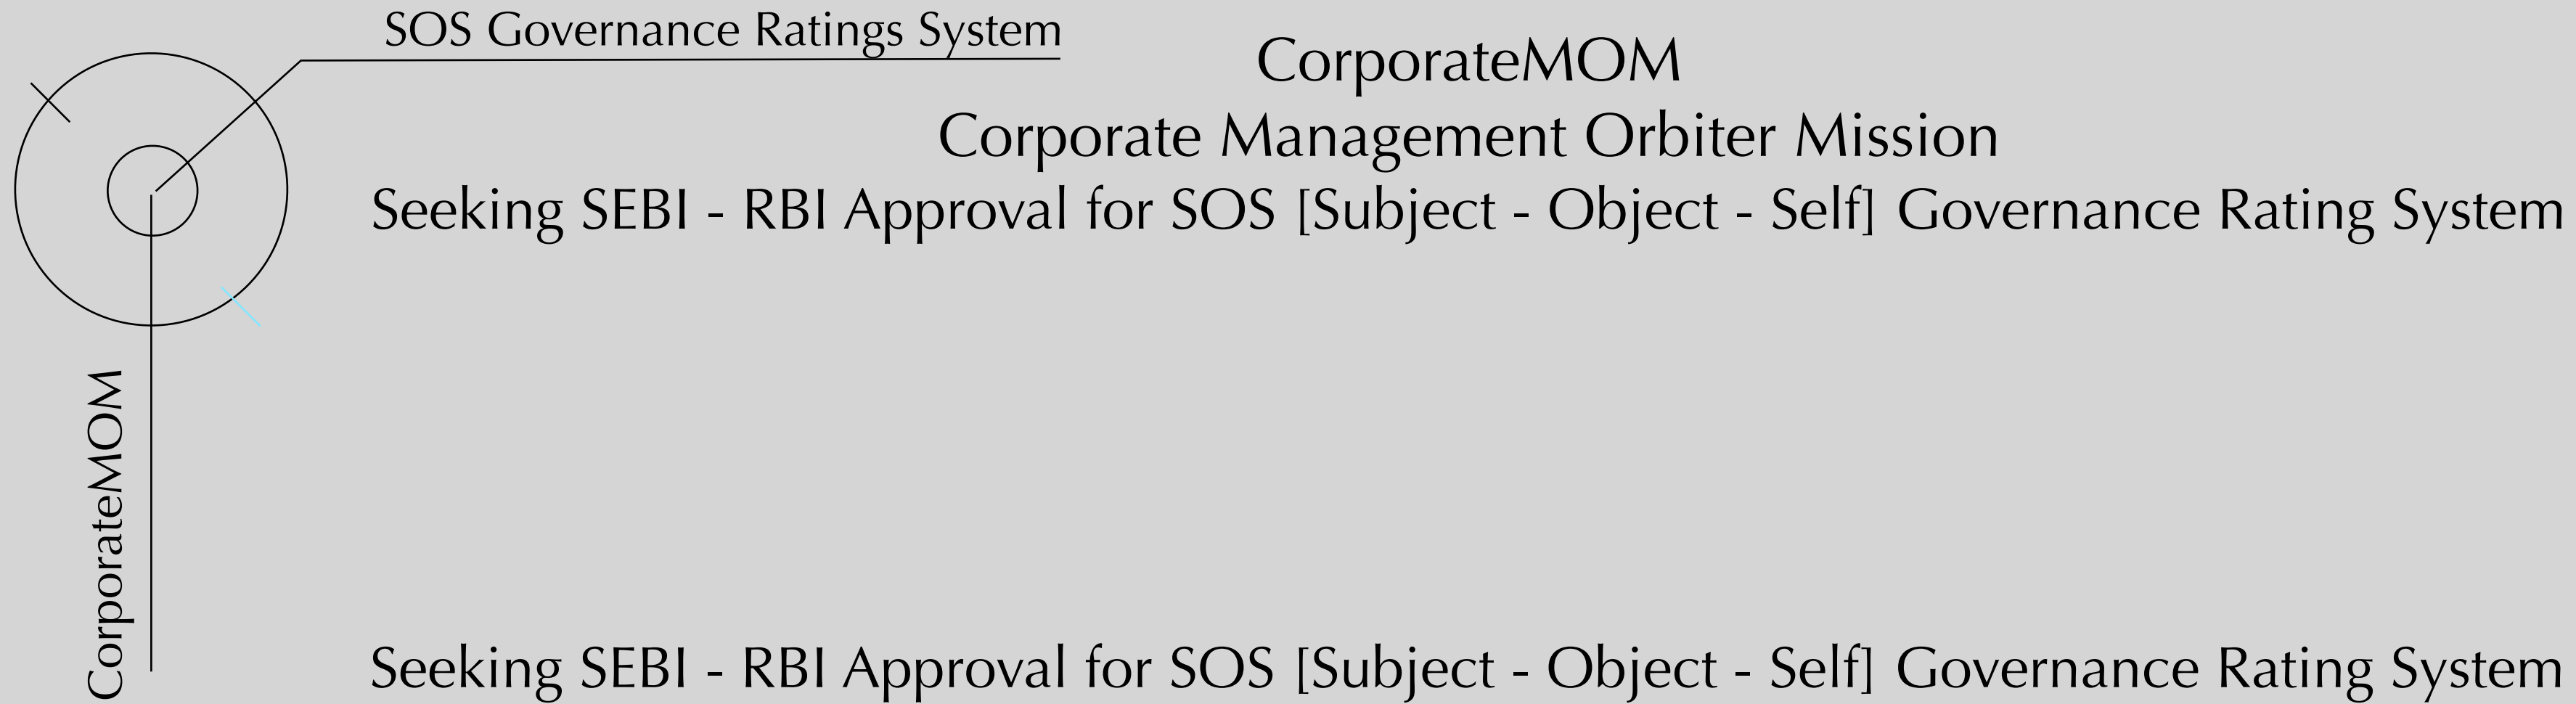 SOS Governance Ratings System
CorporateMOM
Corporate Management Orbiter Mission
Seeking SEBI - RBI Approval for SOS [Subject - Object - Self] Governance Rating System
CorporateMOM
Seeking SEBI - RBI Approval for SOS [Subject - Object - Self] Governance Rating System